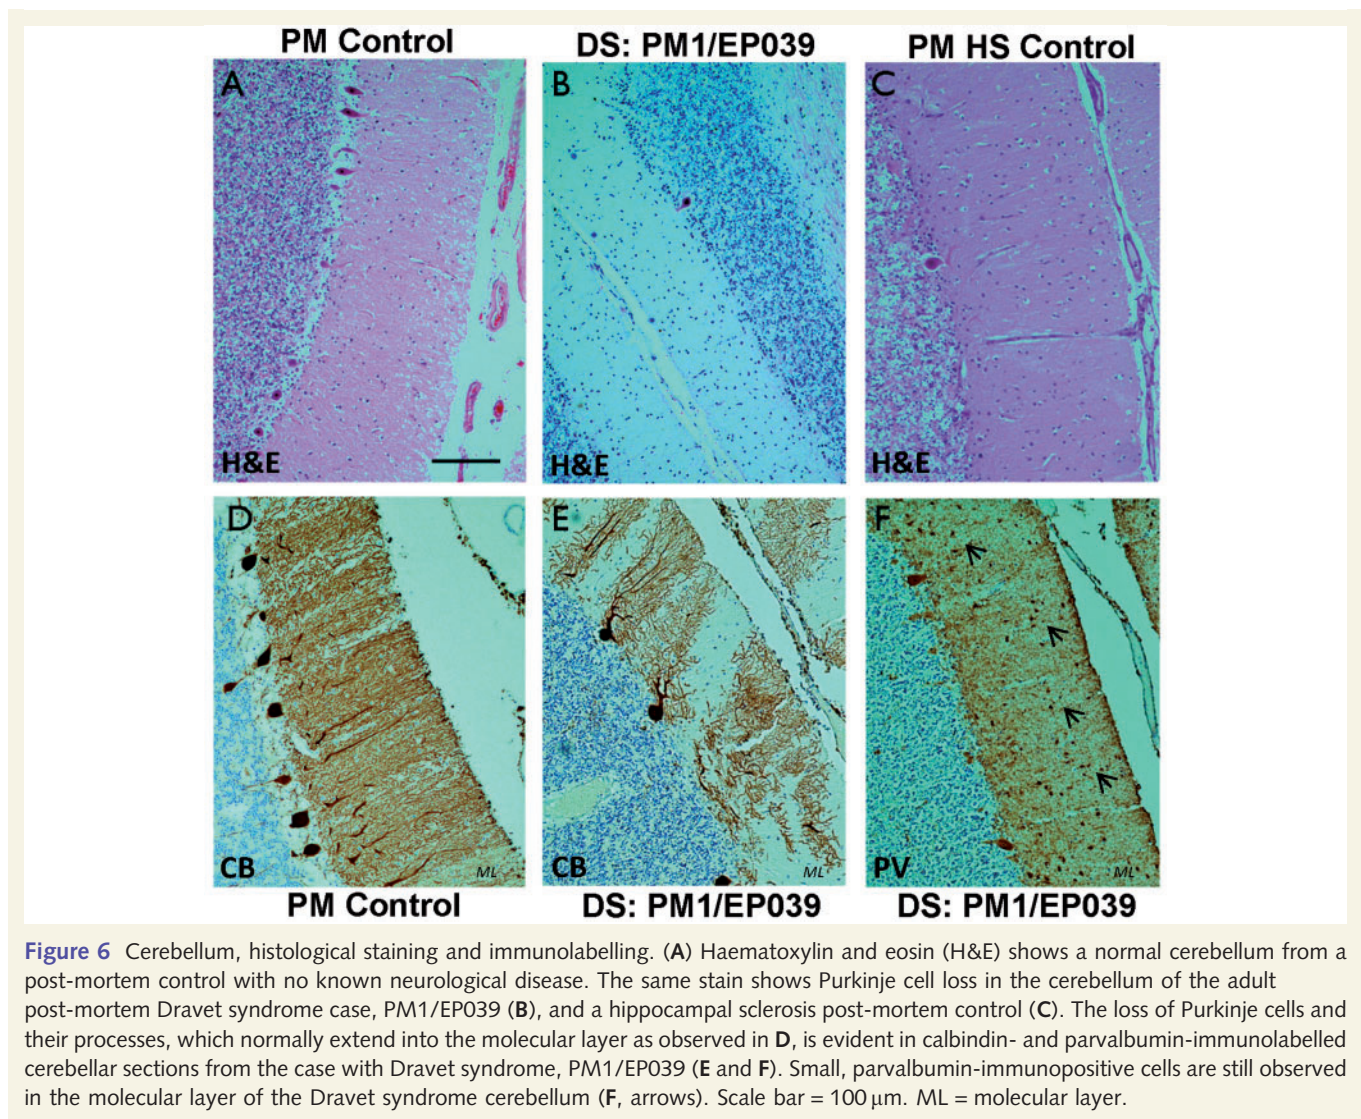 PM Control
DS: PM1/EP039
PM HS Control
A
B
C
H&E
H&E
H&E
D
E
F
CB
ML
CB
ML
PV
ML
PM Control
DS: PM1/EP039
DS: PM1/EP039
Figure 6 Cerebellum, histological staining and immunolabelling. (A) Haematoxylin and eosin (H&E) shows a normal cerebellum from a
post-mortem control with no known neurological disease. The same stain shows Purkinje cell loss in the cerebellum of the adult
post-mortem Dravet syndrome case, PM1/EP039 (B), and a hippocampal sclerosis post-mortem control (C). The loss of Purkinje cells and
their processes, which normally extend into the molecular layer as observed in D, is evident in calbindin- and parvalbumin-immunolabelled
cerebellar sections from the case with Dravet syndrome, PM1/EP039 (E and F). Small, parvalbumin-immunopositive cells are still observed
in the molecular layer of the Dravet syndrome cerebellum (F, arrows). Scale bar = 100 μm. ML = molecular layer.